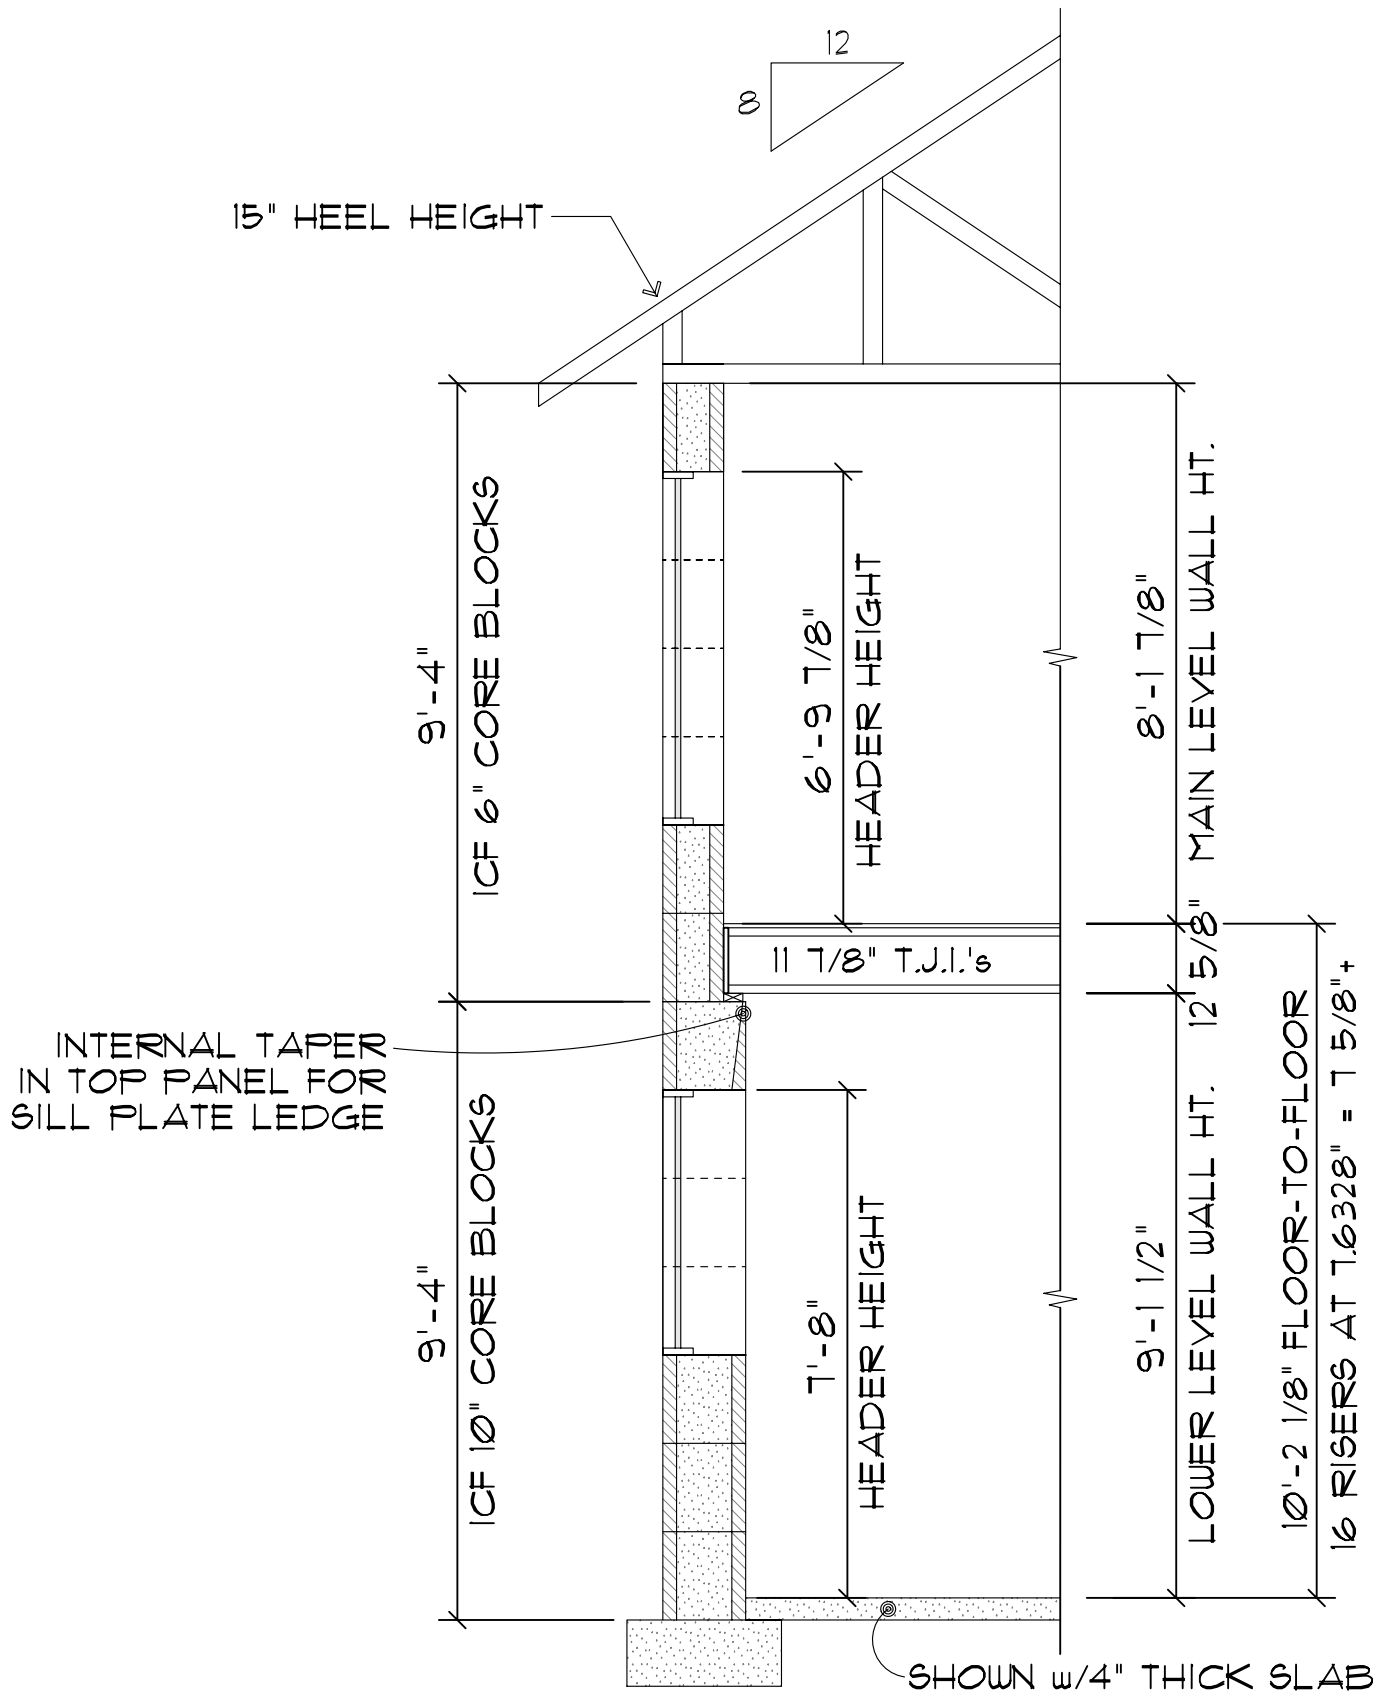 12
8
15" HEEL HEIGHT
9'-4"
ICF 6" CORE BLOCKS
6'-9 7/8"
HEADER HEIGHT
8'-1 7/8"
MAIN LEVEL WALL HT.
11 7/8" T.J.I.'s
12 5/8"
INTERNAL TAPER
IN TOP PANEL FOR
SILL PLATE LEDGE
9'-4"
ICF 10" CORE BLOCKS
7'-8"
HEADER HEIGHT
9'-1 1/2"
LOWER LEVEL WALL HT.
10'-2 1/8" FLOOR-TO-FLOOR
16 RISERS AT 7.6328" = 7 5/8"+
SHOWN w/4" THICK SLAB